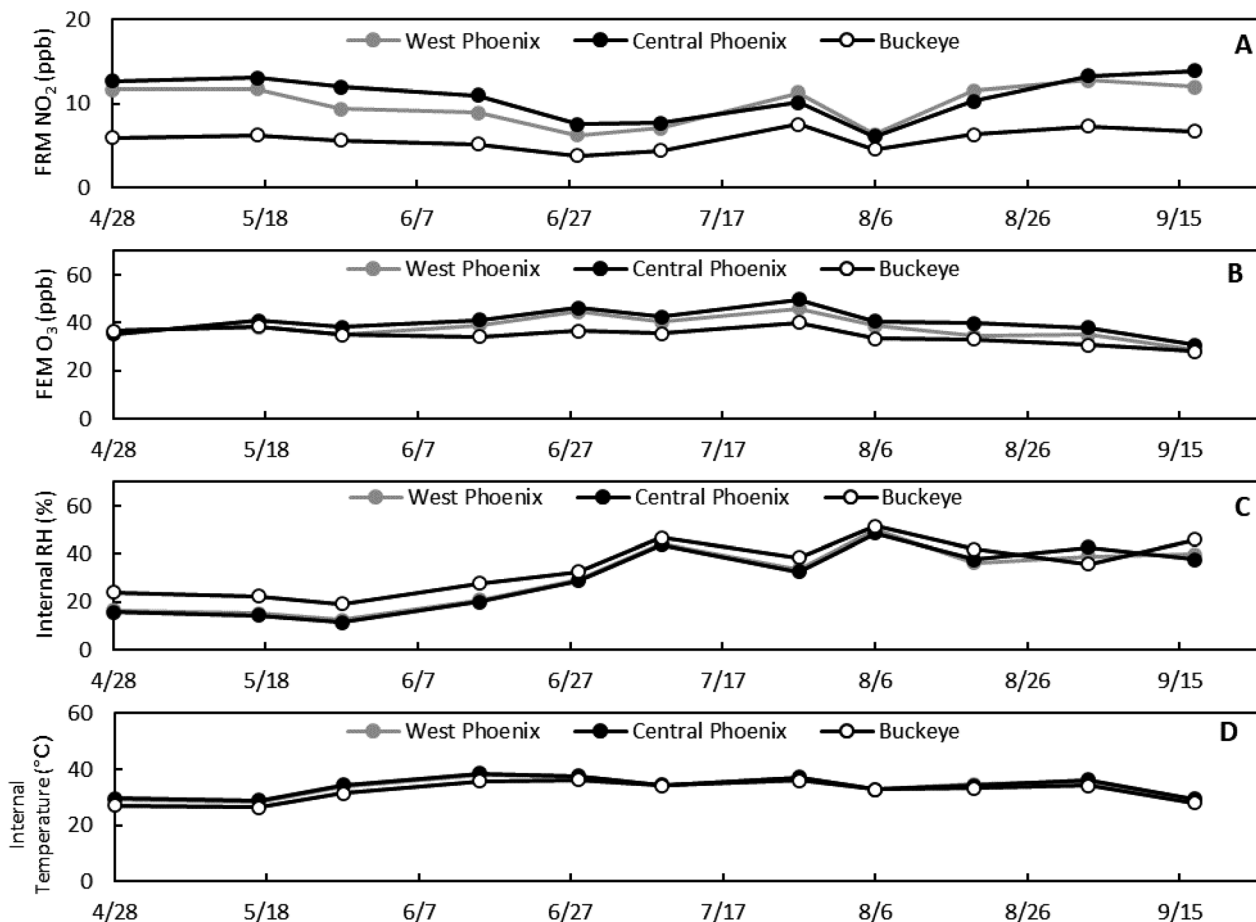 20
10
0
FRM NO₂ (ppb)
West Phoenix Central Phoenix Buckeye
A
4/28 5/18 6/7 6/27 7/17 8/6 8/26 9/15
60
40
20
0
FEM O₃ (ppb)
West Phoenix Central Phoenix Buckeye
B
4/28 5/18 6/7 6/27 7/17 8/6 8/26 9/15
60
40
20
0
Internal RH (%)
West Phoenix Central Phoenix Buckeye
C
4/28 5/18 6/7 6/27 7/17 8/6 8/26 9/15
60
40
20
0
Internal
Temperature (°C)
West Phoenix Central Phoenix Buckeye
D
4/28 5/18 6/7 6/27 7/17 8/6 8/26 9/15